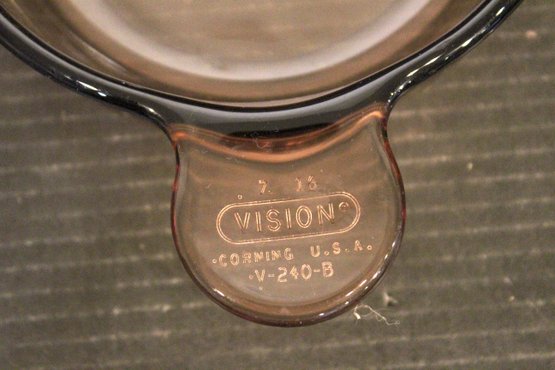 7 16
VISION®
CORNING U.S.A.
V-240-B